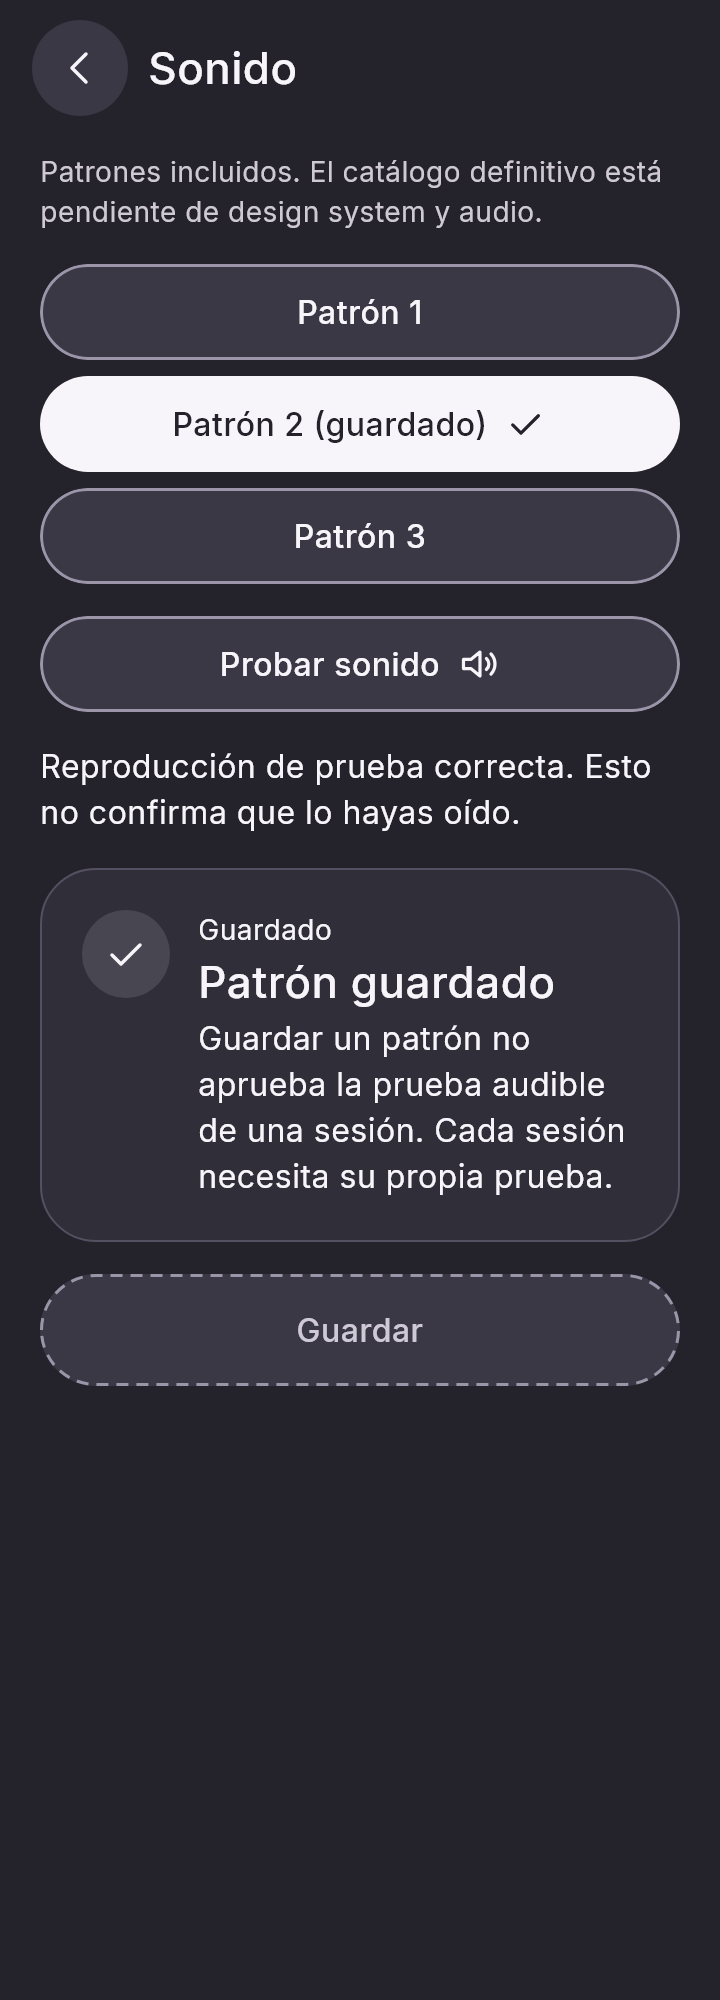 Sonido
Patrones incluidos. El catálogo definitivo está
pendiente de design system y audio.
Patrón 1
Patrón 2 (guardado)
Patrón 3
Probar sonido
Reproducción de prueba correcta. Esto
no confirma que lo hayas oído.
Guardado
Patrón guardado
Guardar un patrón no
aprueba la prueba audible
de una sesión. Cada sesión
necesita su propia prueba.
Guardar